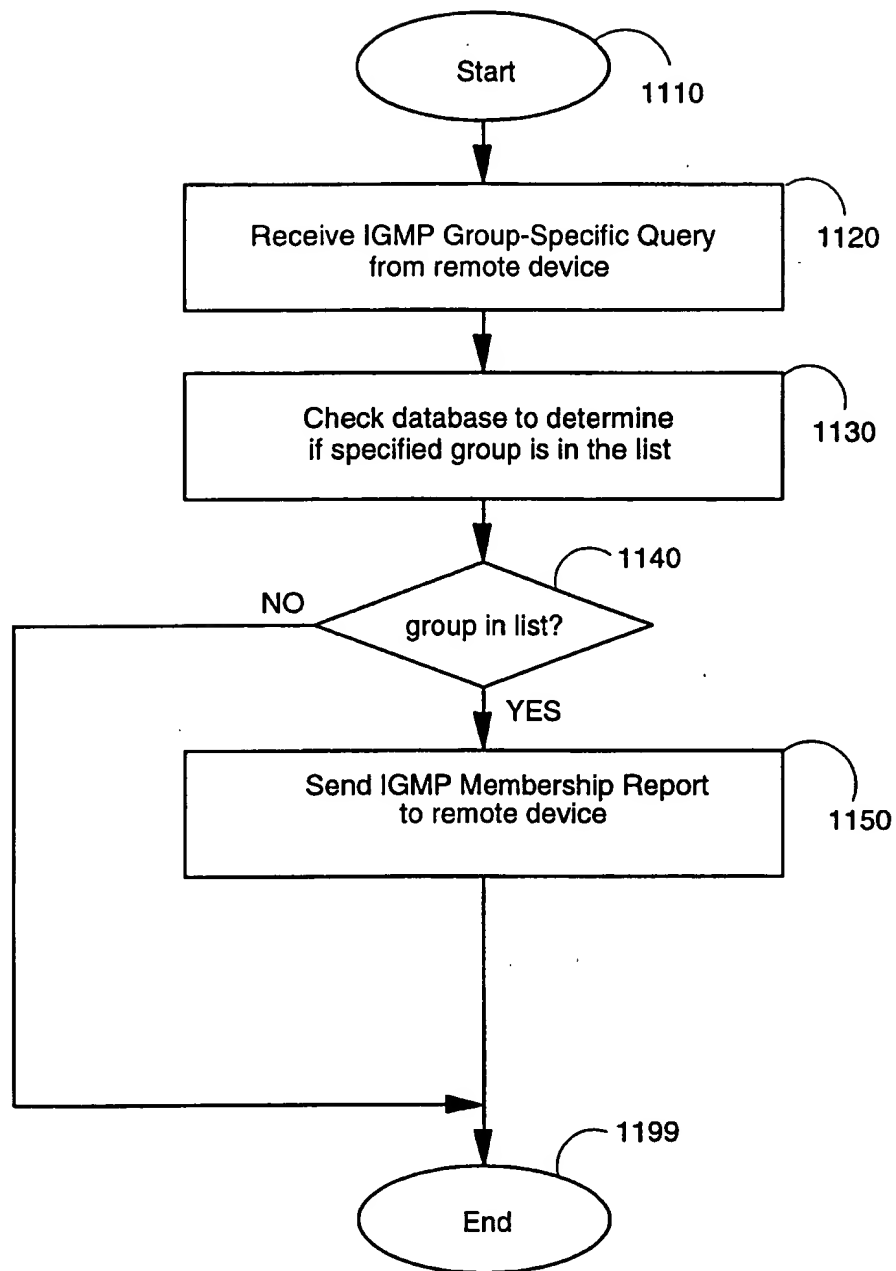 Start
1110
Receive IGMP Group-Specific Query
from remote device
1120
Check database to determine
if specified group is in the list
1130
1140
NO
group in list?
YES
Send IGMP Membership Report
to remote device
1150
1199
End